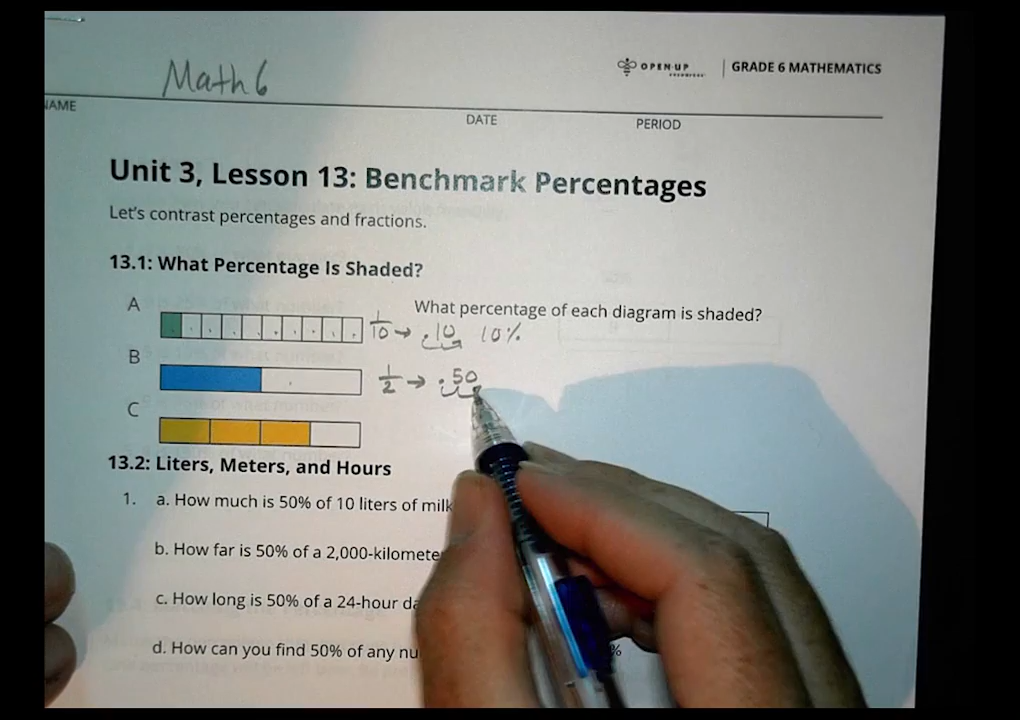 Math 6
OPEN·UP | GRADE 6 MATHEMATICS
NAME DATE PERIOD
Unit 3, Lesson 13: Benchmark Percentages
Let's contrast percentages and fractions.
13.1: What Percentage Is Shaded?
What percentage of each diagram is shaded?
A 1/10 → .10 10%
B 1/2 → .50
C
13.2: Liters, Meters, and Hours
1. a. How much is 50% of 10 liters of milk
b. How far is 50% of a 2,000-kilomete
c. How long is 50% of a 24-hour da
d. How can you find 50% of any nu %